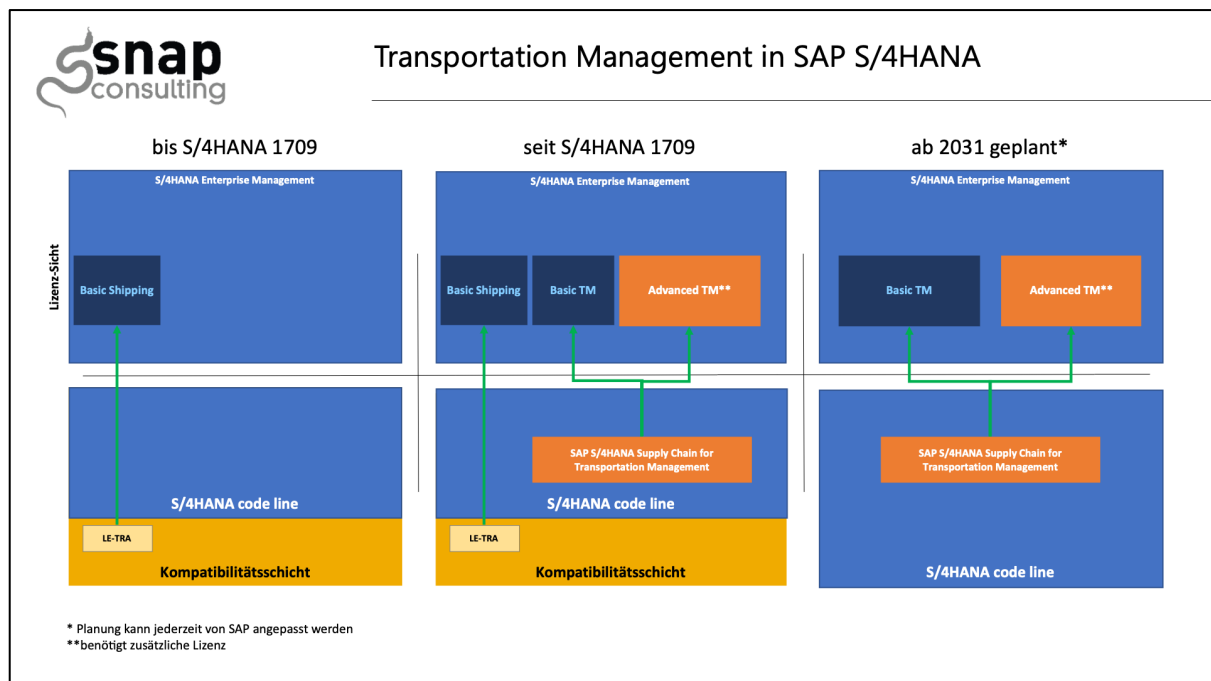 snap
consulting
Transportation Management in SAP S/4HANA
bis S/4HANA 1709
seit S/4HANA 1709
ab 2031 geplant*
Lizenz-Sicht
S/4HANA Enterprise Management
Basic Shipping
S/4HANA code line
LE-TRA
Kompatibilitätsschicht
S/4HANA Enterprise Management
Basic Shipping
Basic TM
Advanced TM**
SAP S/4HANA Supply Chain for
Transportation Management
S/4HANA code line
LE-TRA
Kompatibilitätsschicht
S/4HANA Enterprise Management
Basic TM
Advanced TM**
SAP S/4HANA Supply Chain for
Transportation Management
S/4HANA code line
* Planung kann jederzeit von SAP angepasst werden
**benötigt zusätzliche Lizenz